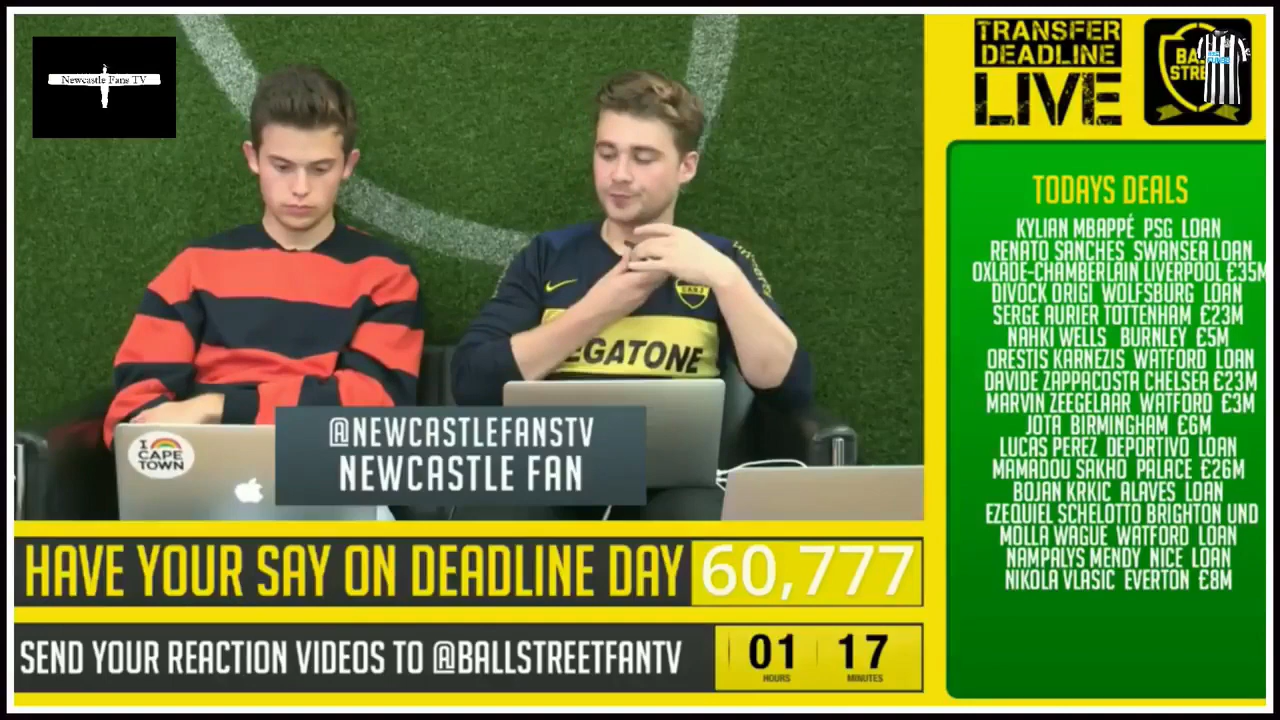 Newcastle Fans TV
TRANSFER
DEADLINE
LIVE
BALL
STREET
EGATONE
CABJ
I
CAPE
TOWN
@NEWCASTLEFANSTV
NEWCASTLE FAN
HAVE YOUR SAY ON DEADLINE DAY 60,777
SEND YOUR REACTION VIDEOS TO @BALLSTREETFANTV
01 17
HOURS MINUTES
TODAYS DEALS
KYLIAN MBAPPÉ PSG LOAN
RENATO SANCHES SWANSEA LOAN
OXLADE-CHAMBERLAIN LIVERPOOL £35M
DIVOCK ORIGI WOLFSBURG LOAN
SERGE AURIER TOTTENHAM £23M
NAHKI WELLS BURNLEY £5M
ORESTIS KARNEZIS WATFORD LOAN
DAVIDE ZAPPACOSTA CHELSEA £23M
MARVIN ZEEGELAAR WATFORD £3M
JOTA BIRMINGHAM £6M
LUCAS PEREZ DEPORTIVO LOAN
MAMADOU SAKHO PALACE £26M
BOJAN KRKIC ALAVES LOAN
EZEQUIEL SCHELOTTO BRIGHTON UND
MOLLA WAGUE WATFORD LOAN
NAMPALYS MENDY NICE LOAN
NIKOLA VLASIC EVERTON £8M